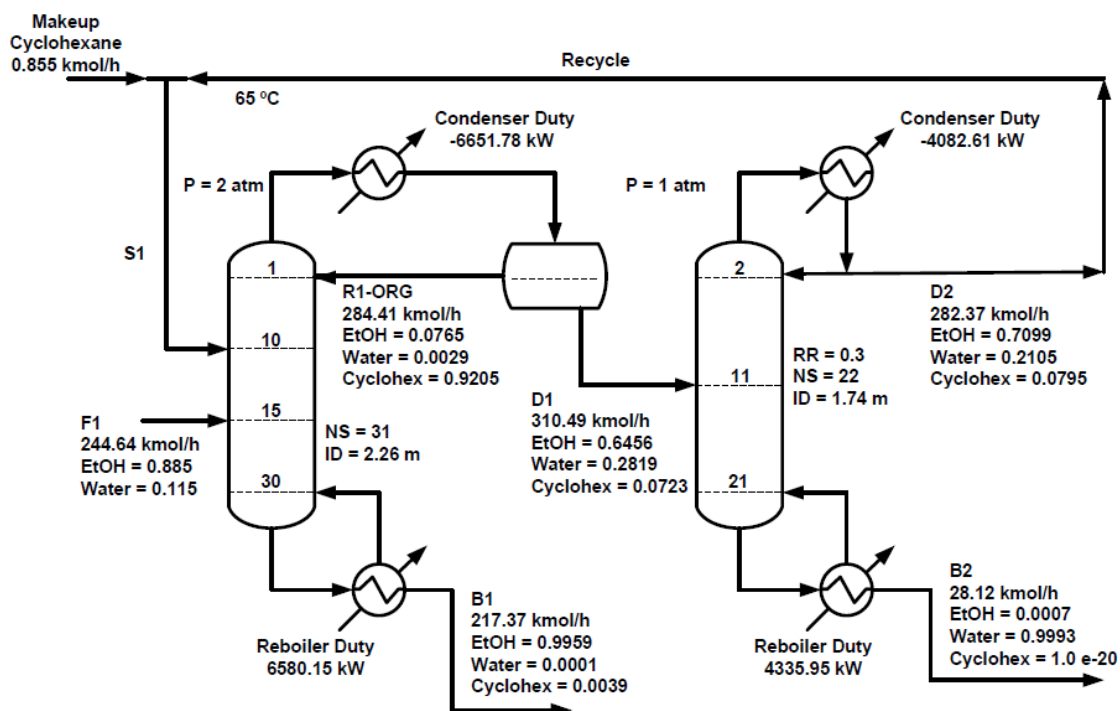 Makeup
Cyclohexane
0.855 kmol/h
Recycle
65 ºC
Condenser Duty
-6651.78 kW
Condenser Duty
-4082.61 kW
P = 2 atm
P = 1 atm
S1
1
R1-ORG
284.41 kmol/h
EtOH = 0.0765
Water = 0.0029
Cyclohex = 0.9205
2
D2
282.37 kmol/h
EtOH = 0.7099
Water = 0.2105
Cyclohex = 0.0795
10
RR = 0.3
NS = 22
ID = 1.74 m
11
D1
310.49 kmol/h
EtOH = 0.6456
Water = 0.2819
Cyclohex = 0.0723
F1
244.64 kmol/h
EtOH = 0.885
Water = 0.115
15
NS = 31
ID = 2.26 m
30
21
B1
217.37 kmol/h
EtOH = 0.9959
Water = 0.0001
Cyclohex = 0.0039
B2
28.12 kmol/h
EtOH = 0.0007
Water = 0.9993
Cyclohex = 1.0 e-20
Reboiler Duty
6580.15 kW
Reboiler Duty
4335.95 kW